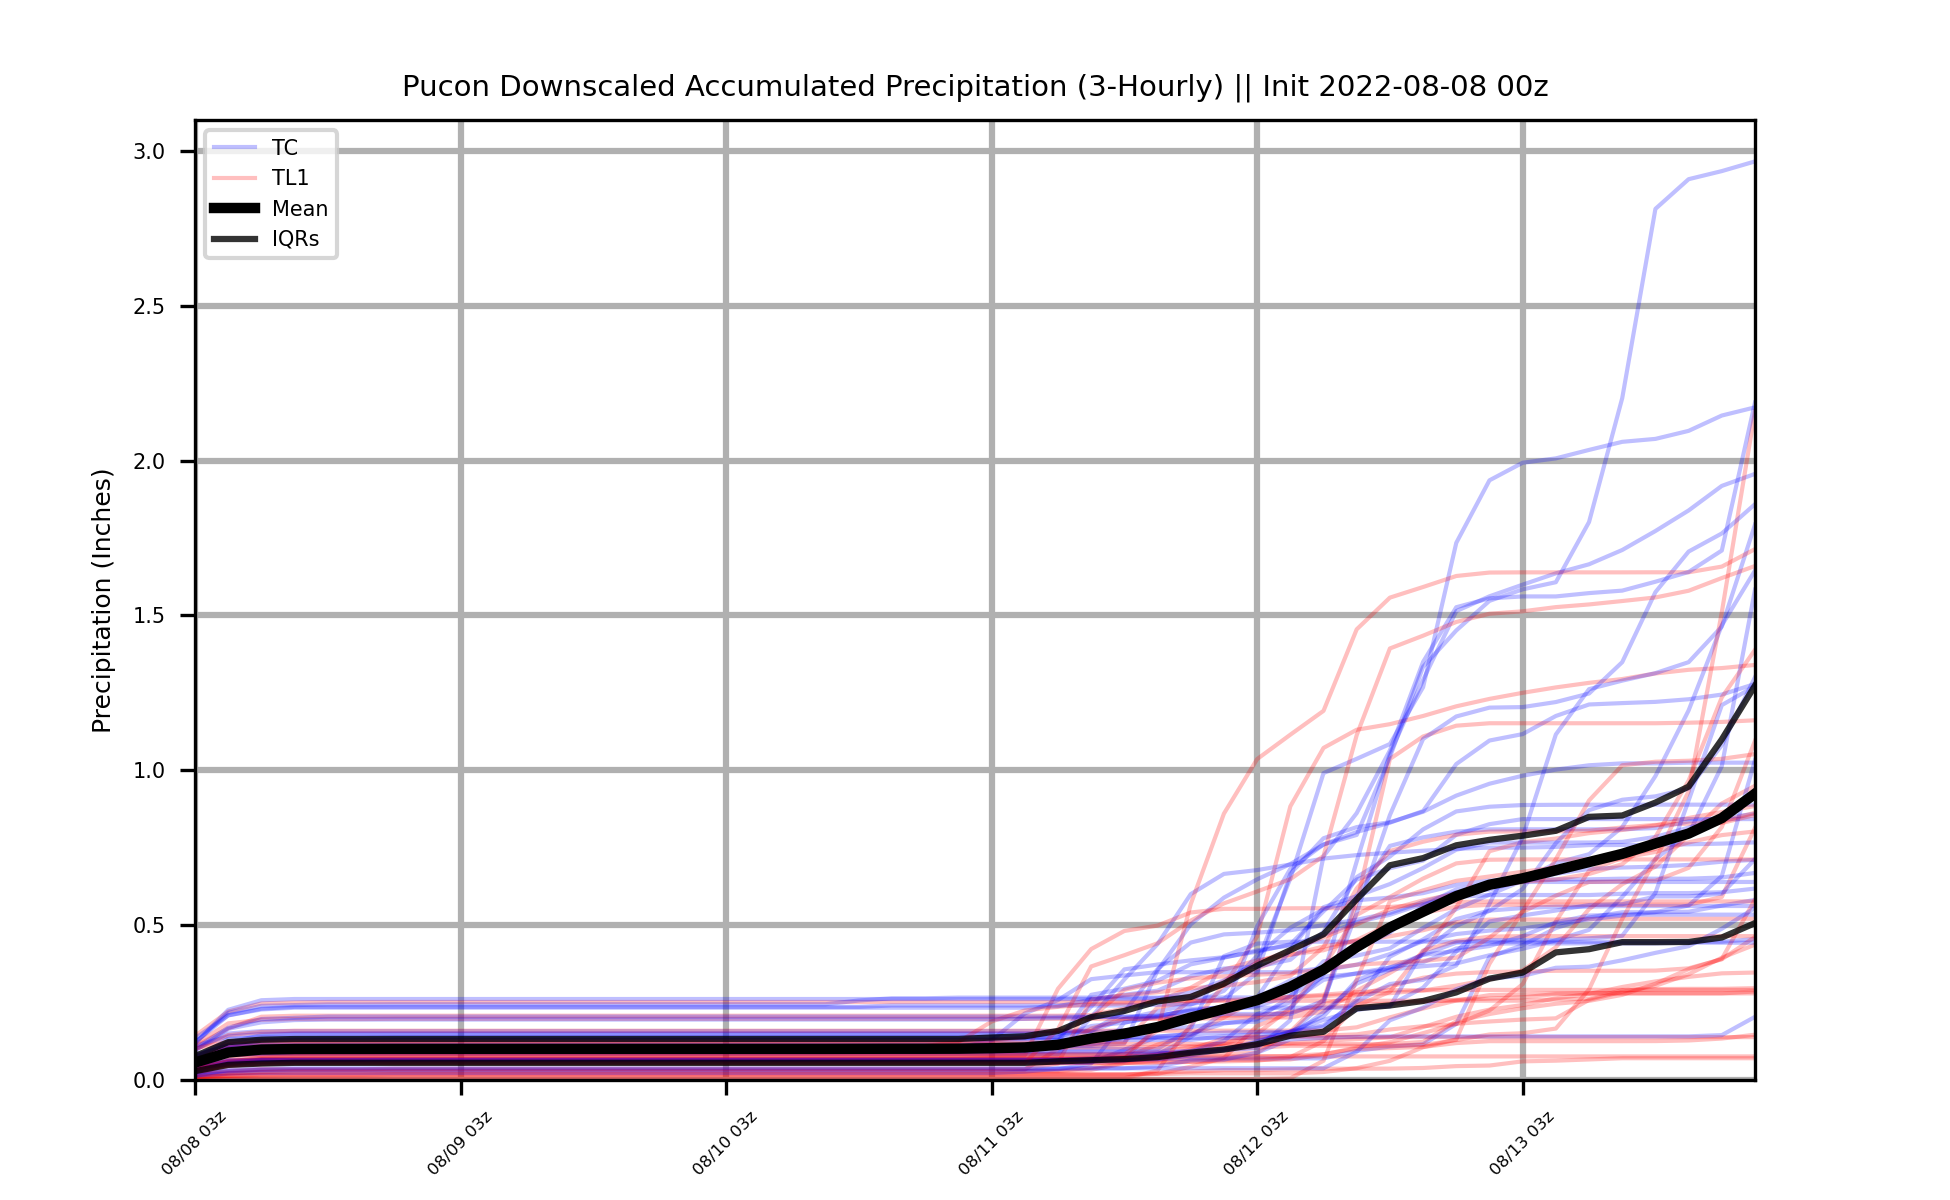 Pucon Downscaled Accumulated Precipitation (3-Hourly) || Init 2022-08-08 00z
TC
TL1
Mean
IQRs
Precipitation (Inches)
3.0
2.5
2.0
1.5
1.0
0.5
0.0
08/08 03z
08/09 03z
08/10 03z
08/11 03z
08/12 03z
08/13 03z